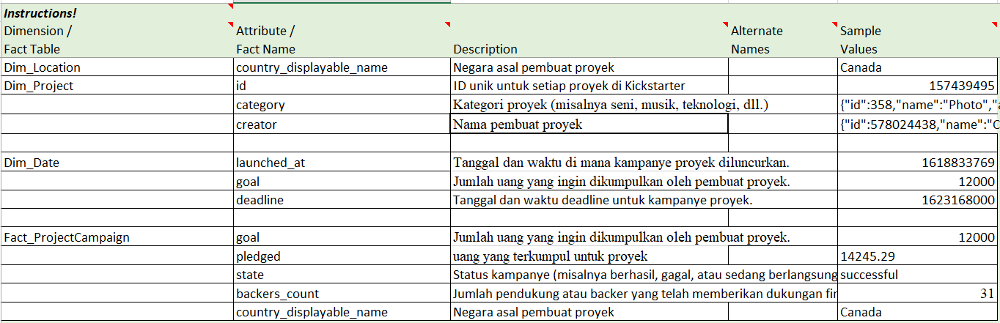 Instructions!
Dimension / Attribute / Alternate Sample
Fact Table Fact Name Description Names Values
Dim_Location country_displayable_name Negara asal pembuat proyek Canada
Dim_Project id ID unik untuk setiap proyek di Kickstarter 157439495
category Kategori proyek (misalnya seni, musik, teknologi, dll.) {"id":358,"name":"Photo","a
creator Nama pembuat proyek {"id":578024438,"name":"C
Dim_Date launched_at Tanggal dan waktu di mana kampanye proyek diluncurkan. 1618833769
goal Jumlah uang yang ingin dikumpulkan oleh pembuat proyek. 12000
deadline Tanggal dan waktu deadline untuk kampanye proyek. 1623168000
Fact_ProjectCampaign goal Jumlah uang yang ingin dikumpulkan oleh pembuat proyek. 12000
pledged uang yang terkumpul untuk proyek 14245.29
state Status kampanye (misalnya berhasil, gagal, atau sedang berlangsung successful
backers_count Jumlah pendukung atau backer yang telah memberikan dukungan fin 31
country_displayable_name Negara asal pembuat proyek Canada